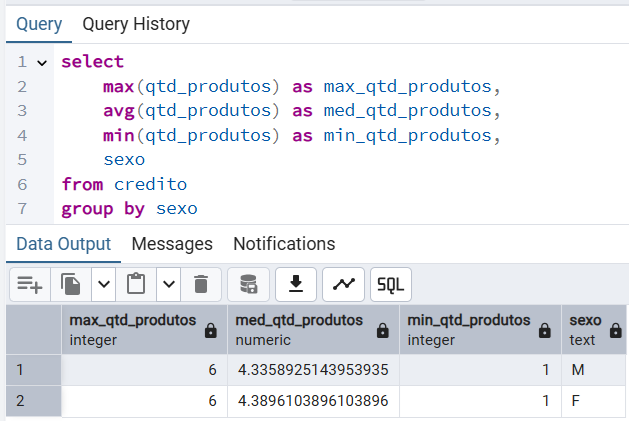 Query Query History
1 select
2 max(qtd_produtos) as max_qtd_produtos,
3 avg(qtd_produtos) as med_qtd_produtos,
4 min(qtd_produtos) as min_qtd_produtos,
5 sexo
6 from credito
7 group by sexo
Data Output Messages Notifications
SQL
max_qtd_produtos med_qtd_produtos min_qtd_produtos sexo
integer numeric integer text
1 6 4.3358925143953935 1 M
2 6 4.3896103896103896 1 F